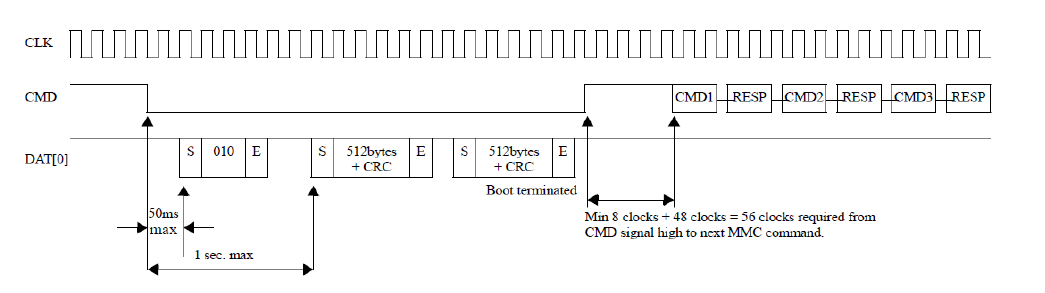 CLK
CMD
CMD1 RESP CMD2 RESP CMD3 RESP
DAT[0]
S 010 E S 512bytes + CRC E S 512bytes + CRC E
Boot terminated
50ms
max
1 sec. max
Min 8 clocks + 48 clocks = 56 clocks required from
CMD signal high to next MMC command.